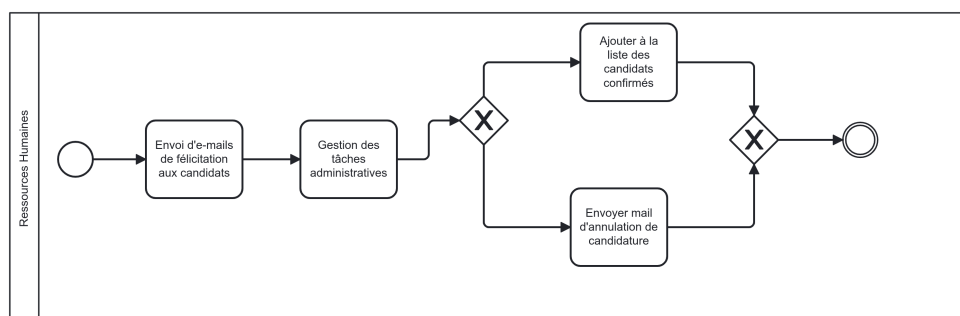 Ressources Humaines
Envoi d'e-mails
de félicitation
aux candidats
Gestion des
tâches
administratives
X
Ajouter à la
liste des
candidats
confirmés
Envoyer mail
d'annulation de
candidature
X